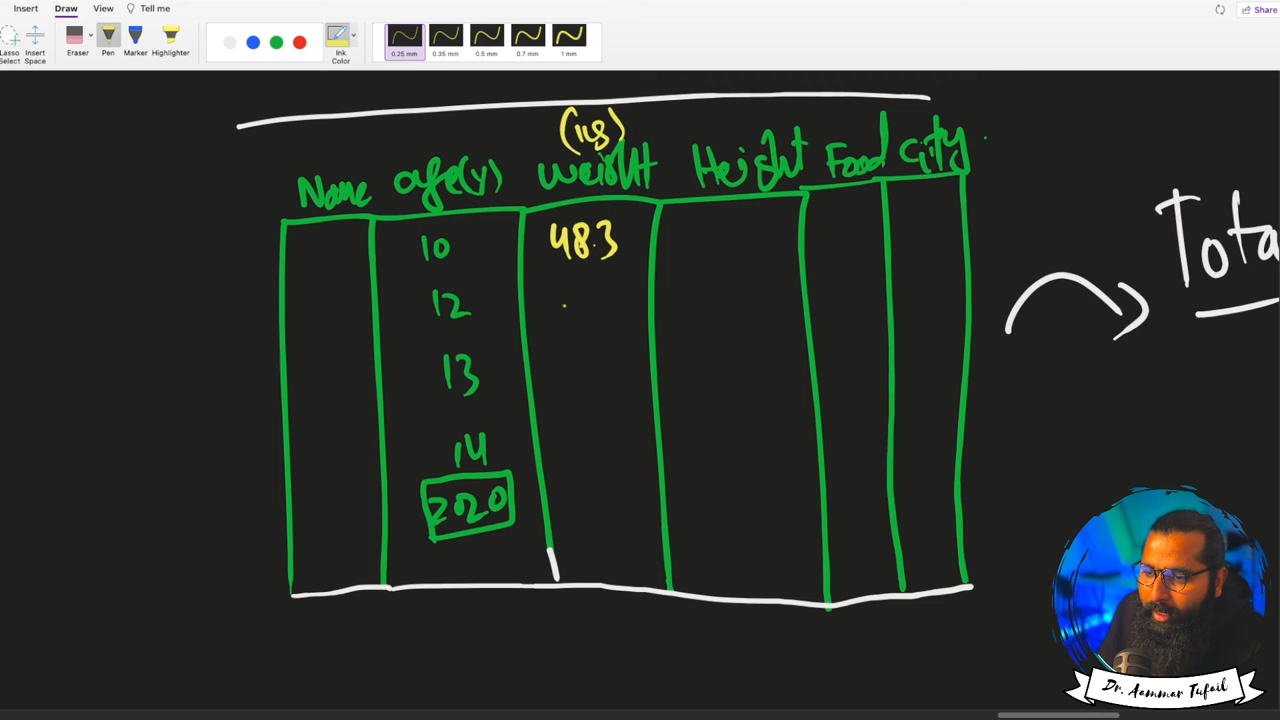 Insert Draw View Tell me Share
Lasso Select
Insert Space
Eraser
Pen
Marker
Highlighter
Ink Color
0.25 mm 0.35 mm 0.5 mm 0.7 mm 1 mm
Name age(y) weight Height Food City
10 48.3
12
13
14
2020
Tota
Dr. Aammar Tufail